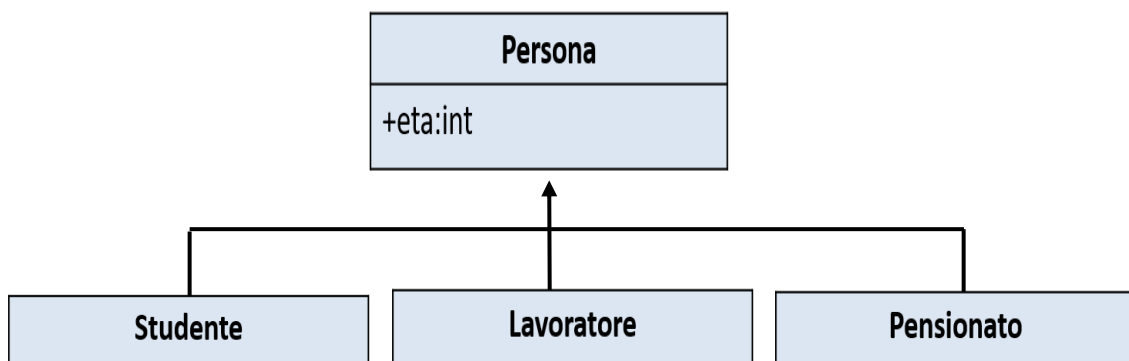 Persona
+eta:int
Studente
Lavoratore
Pensionato